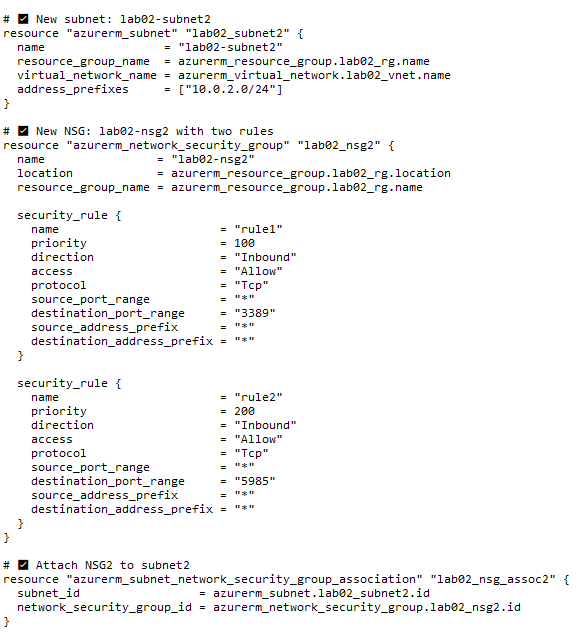 # ☑ New subnet: lab02-subnet2
resource "azurerm_subnet" "lab02_subnet2" {
  name                 = "lab02-subnet2"
  resource_group_name  = azurerm_resource_group.lab02_rg.name
  virtual_network_name = azurerm_virtual_network.lab02_vnet.name
  address_prefixes     = ["10.0.2.0/24"]
}

# ☑ New NSG: lab02-nsg2 with two rules
resource "azurerm_network_security_group" "lab02_nsg2" {
  name                = "lab02-nsg2"
  location            = azurerm_resource_group.lab02_rg.location
  resource_group_name = azurerm_resource_group.lab02_rg.name

  security_rule {
    name                       = "rule1"
    priority                   = 100
    direction                  = "Inbound"
    access                     = "Allow"
    protocol                   = "Tcp"
    source_port_range          = "*"
    destination_port_range     = "3389"
    source_address_prefix      = "*"
    destination_address_prefix = "*"
  }

  security_rule {
    name                       = "rule2"
    priority                   = 200
    direction                  = "Inbound"
    access                     = "Allow"
    protocol                   = "Tcp"
    source_port_range          = "*"
    destination_port_range     = "5985"
    source_address_prefix      = "*"
    destination_address_prefix = "*"
  }
}

# ☑ Attach NSG2 to subnet2
resource "azurerm_subnet_network_security_group_association" "lab02_nsg_assoc2" {
  subnet_id                 = azurerm_subnet.lab02_subnet2.id
  network_security_group_id = azurerm_network_security_group.lab02_nsg2.id
}